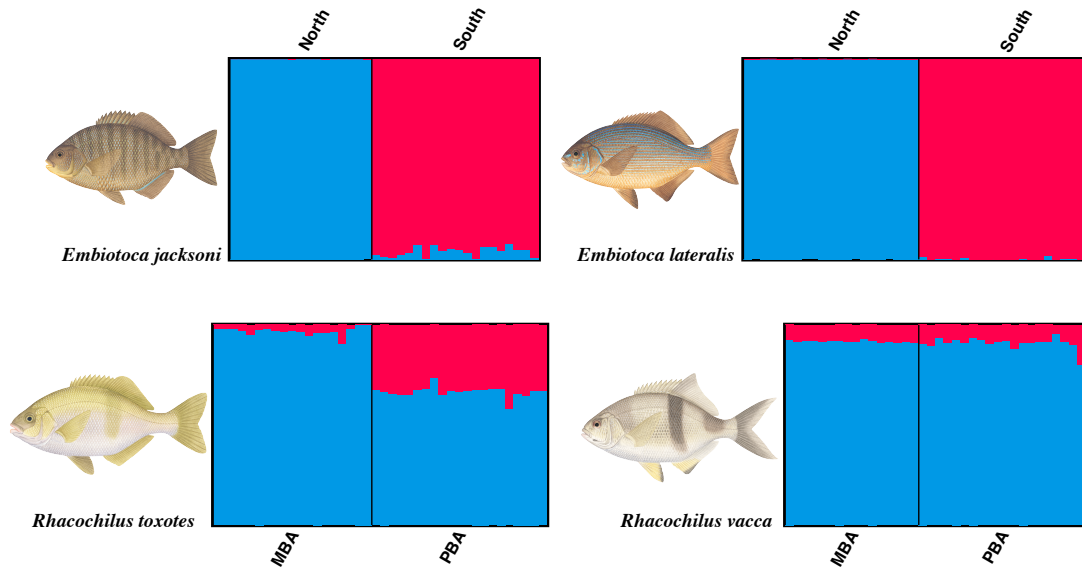 North
South
North
South
Embiotoca jacksoni
Embiotoca lateralis
Rhacochilus toxotes
Rhacochilus vacca
MBA
PBA
MBA
PBA